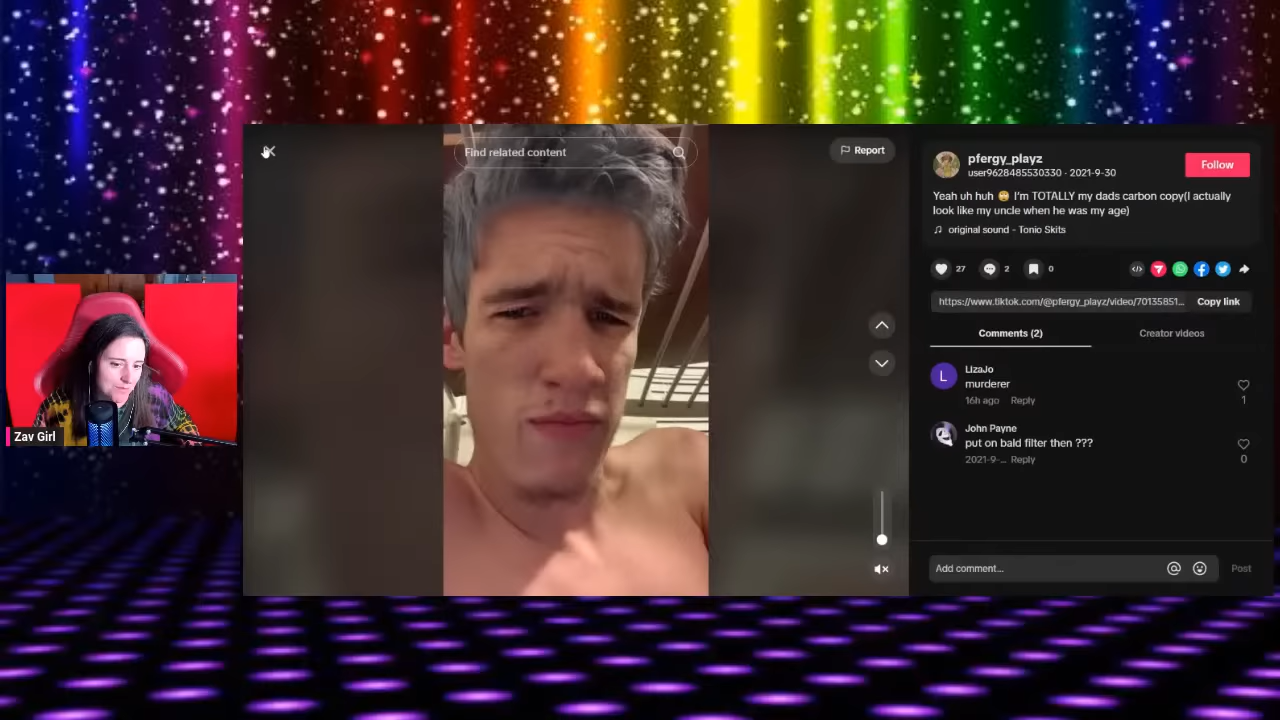 Find related content
Report
pfergy_playz
user9628485530330 · 2021-9-30
Follow
Yeah uh huh 🙄 I'm TOTALLY my dads carbon copy(I actually
look like my uncle when he was my age)
original sound - Tonio Skits
27
2
0
https://www.tiktok.com/@pfergy_playz/video/70135851...
Copy link
Comments (2)
Creator videos
L
LizaJo
murderer
16h ago
Reply
1
John Payne
put on bald filter then ???
2021-9-...
Reply
0
Add comment...
Post
Zav Girl